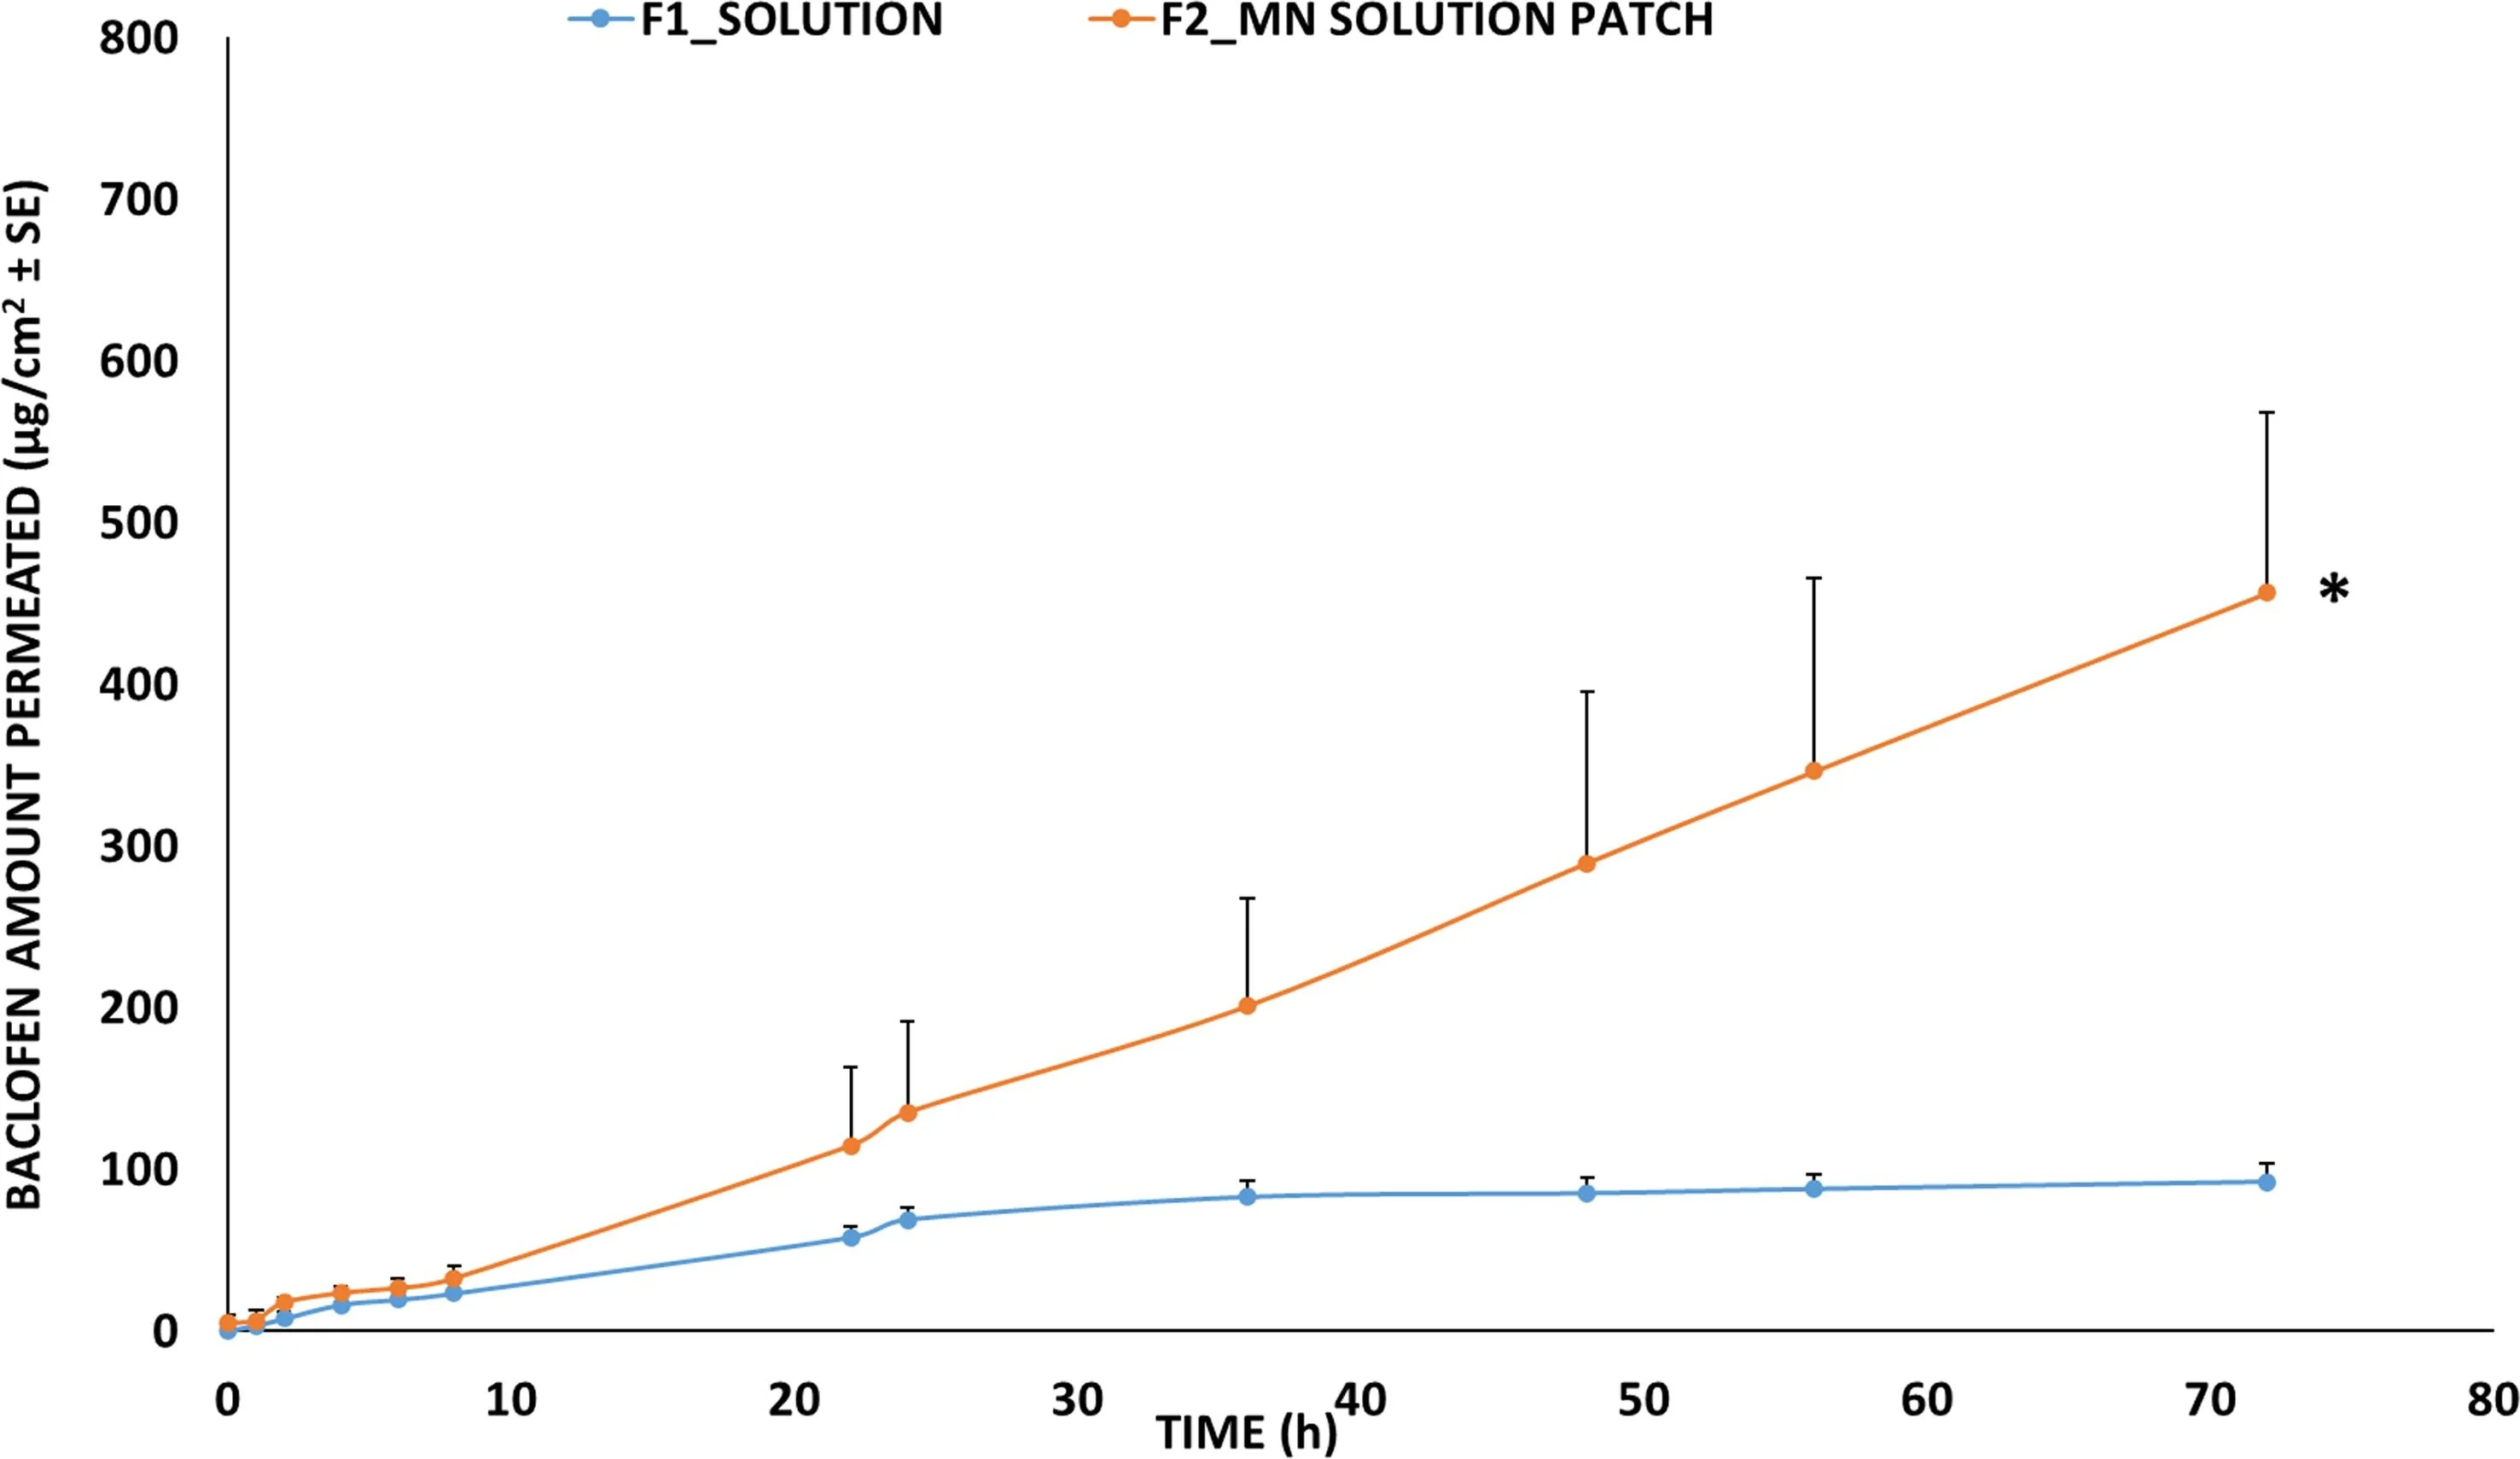 F1_SOLUTION F2_MN SOLUTION PATCH
BACLOFEN AMOUNT PERMEATED (µg/cm² ± SE)
800
700
600
500
400
300
200
100
0
*
0 10 20 30 40 50 60 70 80
TIME (h)